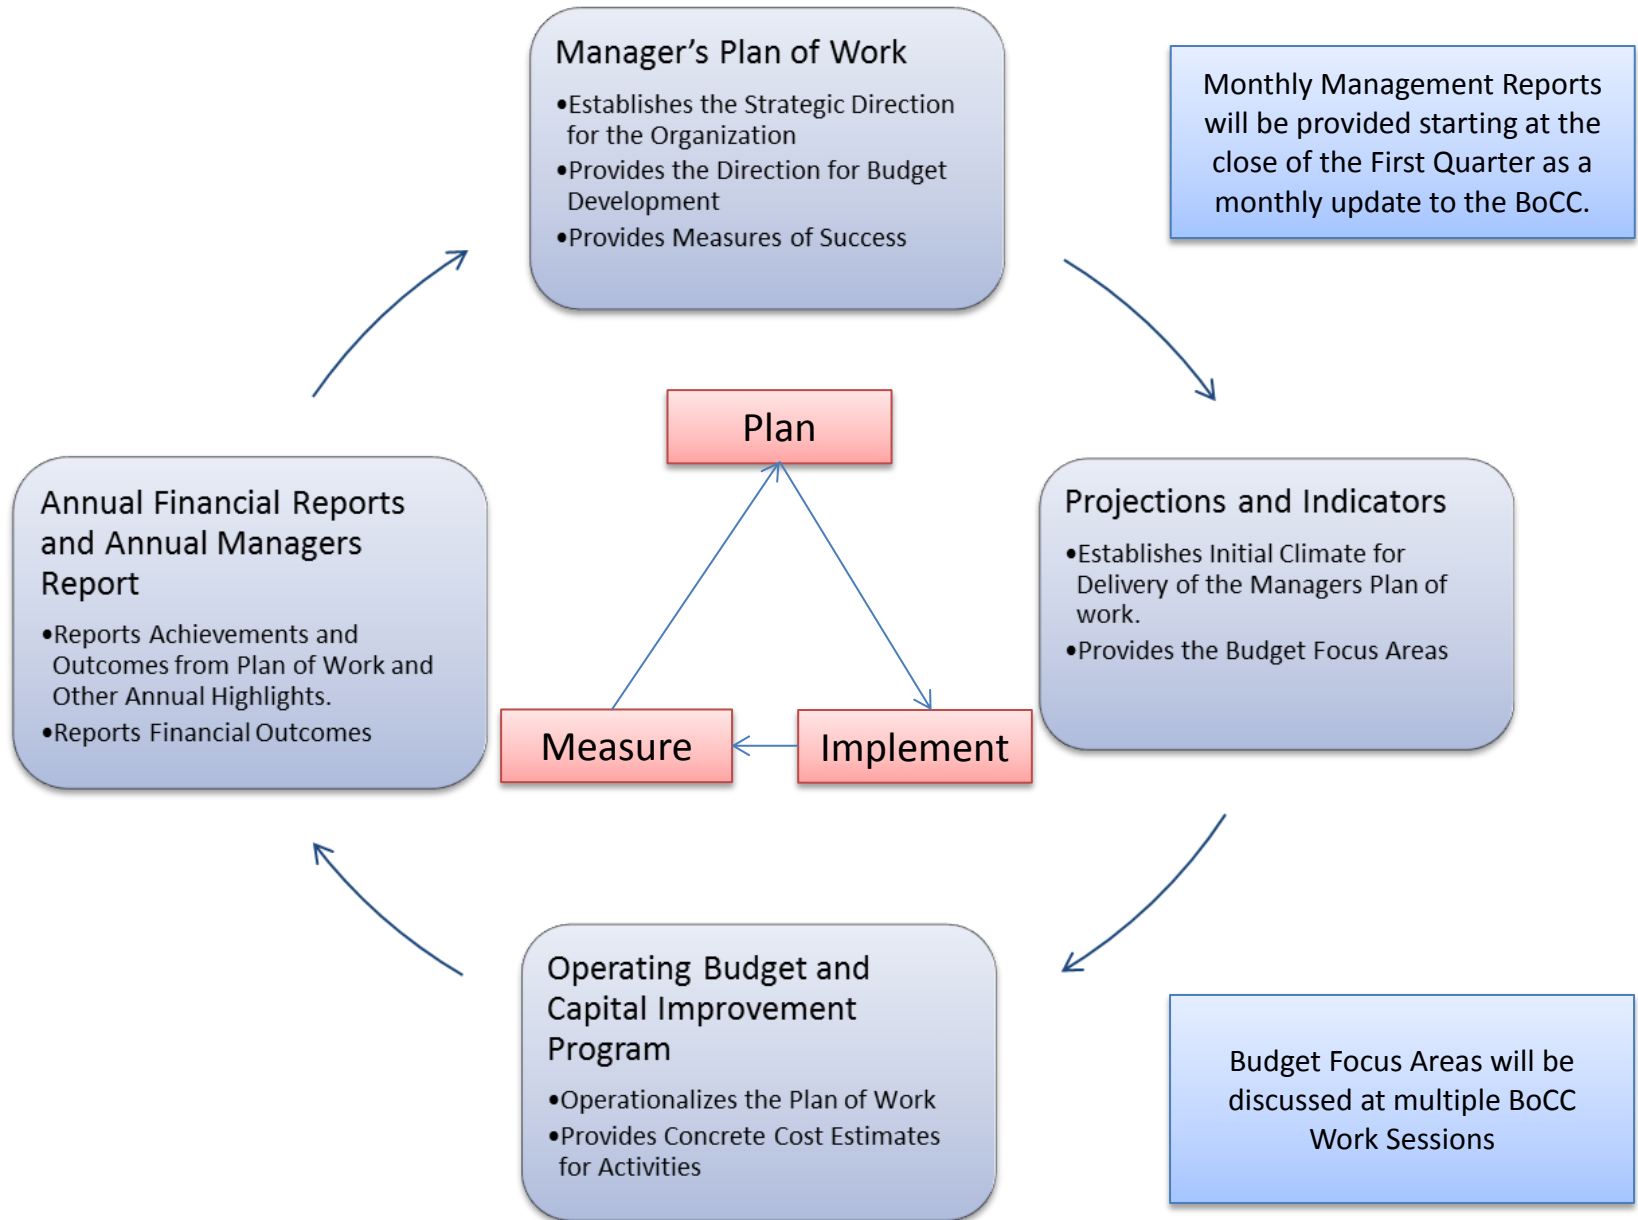 Manager’s Plan of Work
•Establishes the Strategic Direction
for the Organization
•Provides the Direction for Budget
Development
•Provides Measures of Success
Monthly Management Reports
will be provided starting at the
close of the First Quarter as a
monthly update to the BoCC.
Plan
Annual Financial Reports
and Annual Managers
Report
•Reports Achievements and
Outcomes from Plan of Work and
Other Annual Highlights.
•Reports Financial Outcomes
Projections and Indicators
•Establishes Initial Climate for
Delivery of the Managers Plan of
work.
•Provides the Budget Focus Areas
Measure
Implement
Operating Budget and
Capital Improvement
Program
•Operationalizes the Plan of Work
•Provides Concrete Cost Estimates
for Activities
Budget Focus Areas will be
discussed at multiple BoCC
Work Sessions